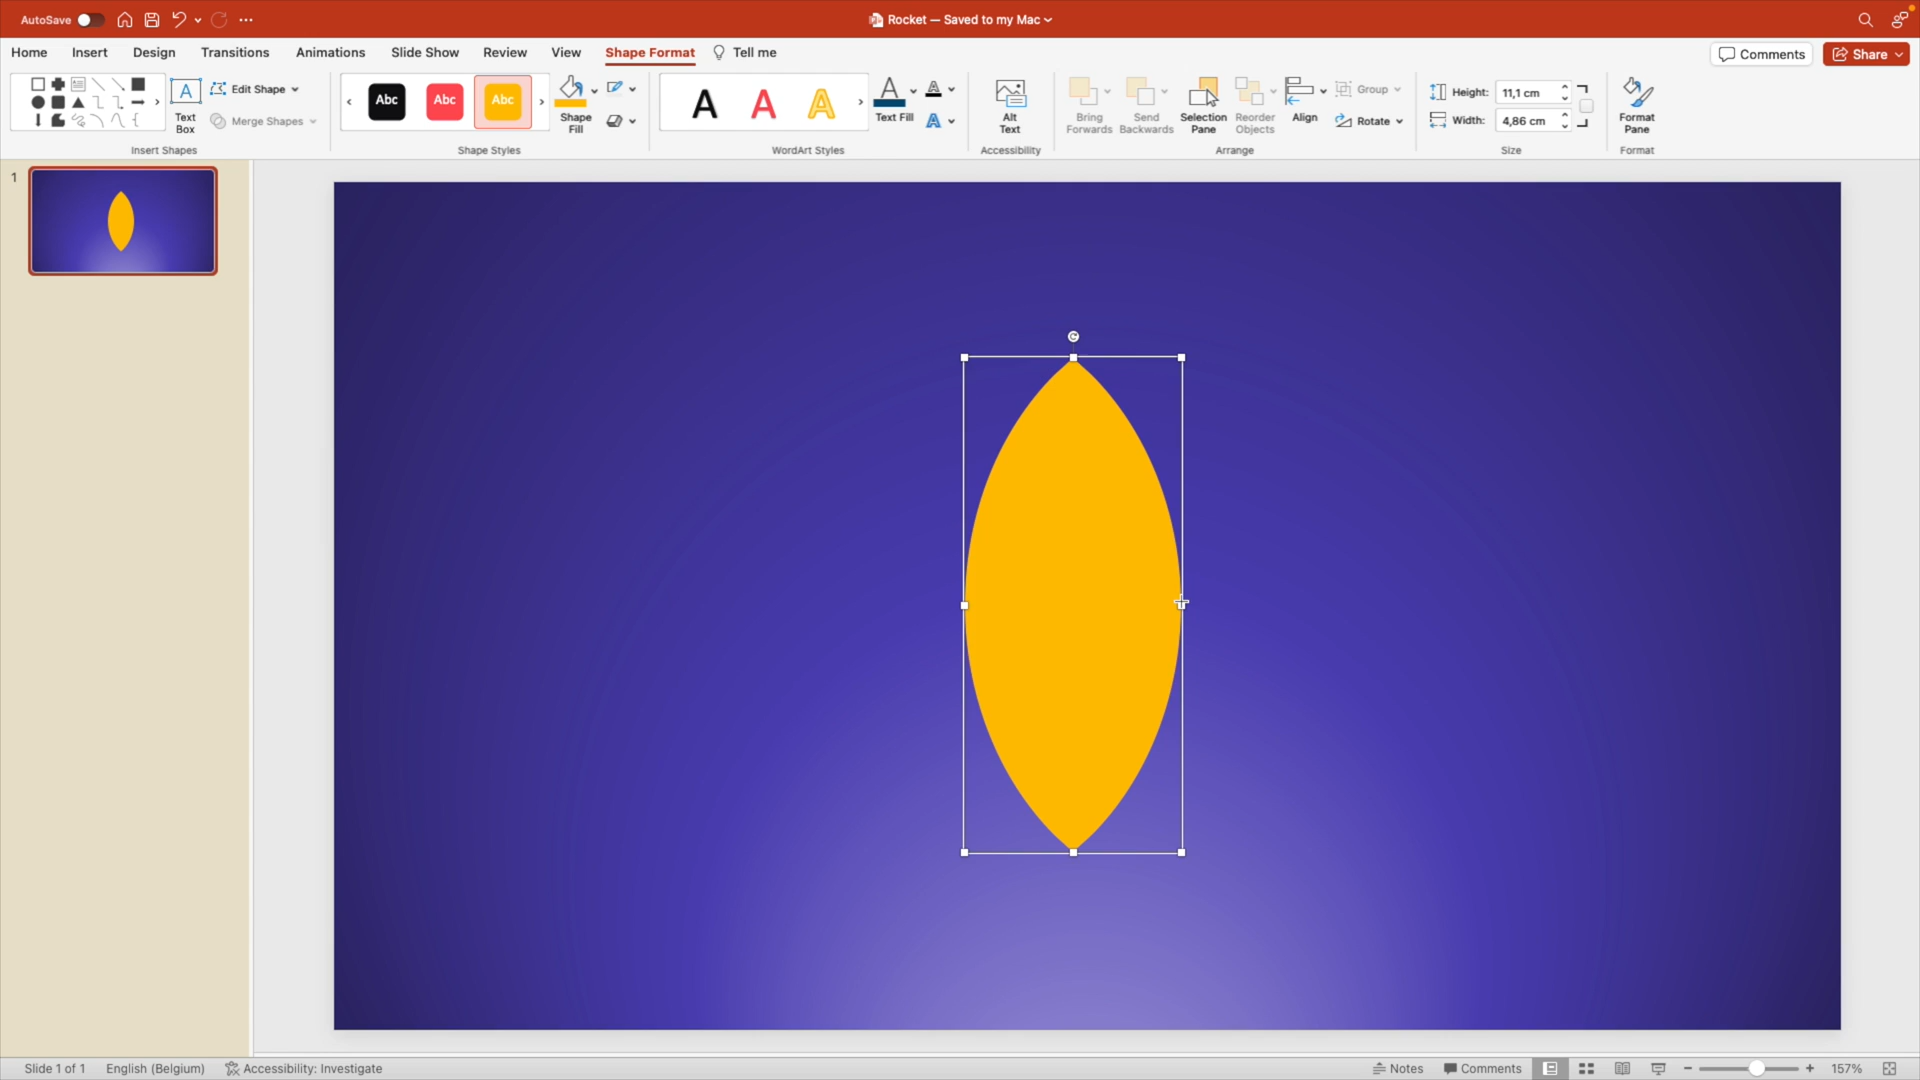 AutoSave
Rocket — Saved to my Mac
Home Insert Design Transitions Animations Slide Show Review View Shape Format Tell me
Comments Share
A Text Box
Edit Shape
Merge Shapes
Insert Shapes
Abc Abc Abc
Shape Fill
Shape Styles
A A A
WordArt Styles
A Text Fill
A
A
Alt Text
Accessibility
Bring Forwards
Send Backwards
Selection Pane
Reorder Objects
Align
Group
Rotate
Arrange
Height: 11,1 cm
Width: 4,86 cm
Size
Format Pane
Format
1
Slide 1 of 1 English (Belgium) Accessibility: Investigate
Notes Comments 157%